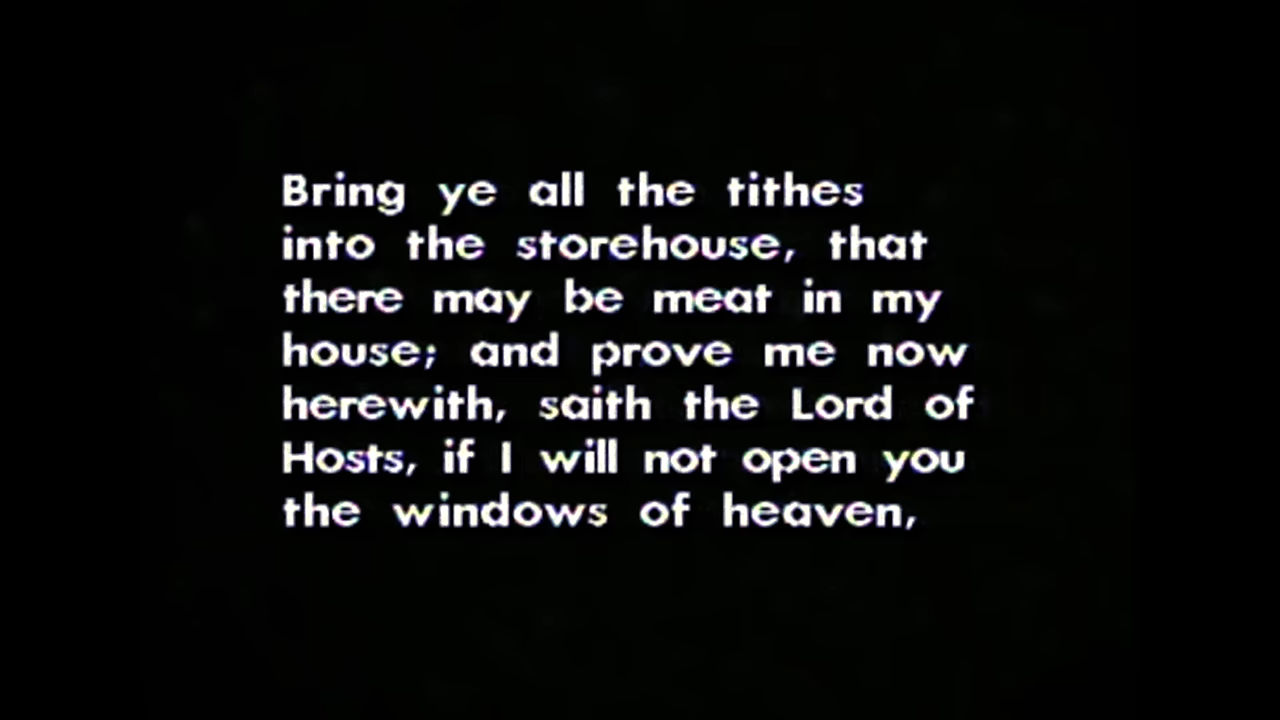 Bring ye all the tithes
into the storehouse, that
there may be meat in my
house; and prove me now
herewith, saith the Lord of
Hosts, if I will not open you
the windows of heaven,